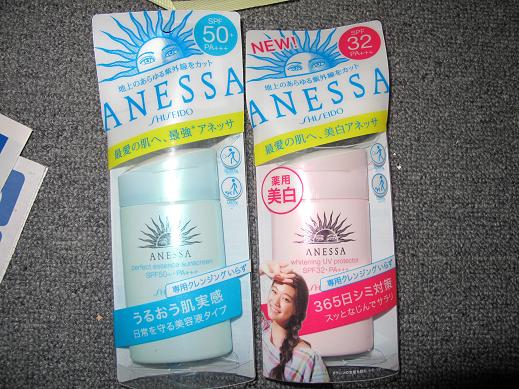 SPF
50+
PA+++
地上のあらゆる紫外線をカット
ANESSA
SHISEIDO
最愛の肌へ、最強*アネッサ
ANESSA
perfect essence sunscreen
SPF50+・PA+++
専用クレンジングいらず
うるおう肌実感
日常を守る美容液タイプ
NEW!
SPF
32
PA+++
地上のあらゆる紫外線をカット
ANESSA
SHISEIDO
最愛の肌へ、美白アネッサ
薬用
美白
ANESSA
whitening UV protector
SPF32・PA+++
専用クレンジングいらず
365日シミ対策
スッとなじんでサラリ